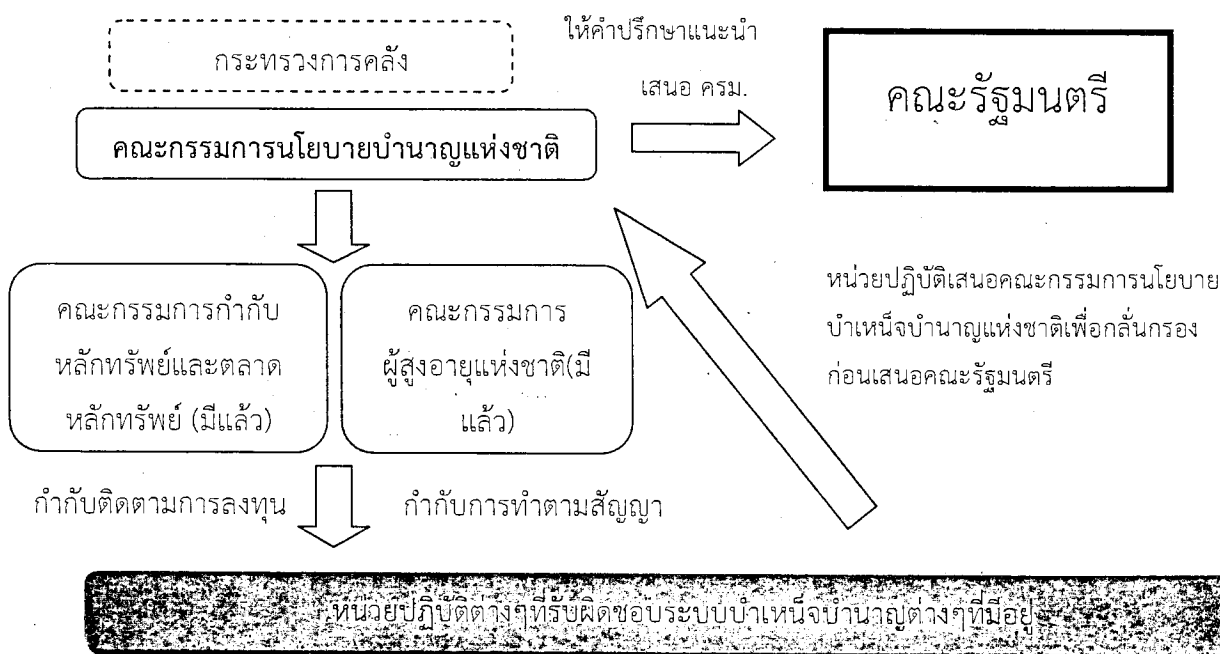 กระทรวงการคลัง
ให้คำปรึกษาแนะนำ
เสนอ ครม.
คณะรัฐมนตรี
คณะกรรมการนโยบายบำนาญแห่งชาติ
คณะกรรมการกำกับ
หลักทรัพย์และตลาด
หลักทรัพย์ (มีแล้ว)
คณะกรรมการ
ผู้สูงอายุแห่งชาติ(มี
แล้ว)
หน่วยปฏิบัติเสนอคณะกรรมการนโยบาย
บำเหน็จบำนาญแห่งชาติเพื่อกลั่นกรอง
ก่อนเสนอคณะรัฐมนตรี
กำกับติดตามการลงทุน
กำกับการทำตามสัญญา
หน่วยปฏิบัติต่างๆที่รับผิดชอบระบบบำเหน็จบำนาญต่างๆที่มีอยู่